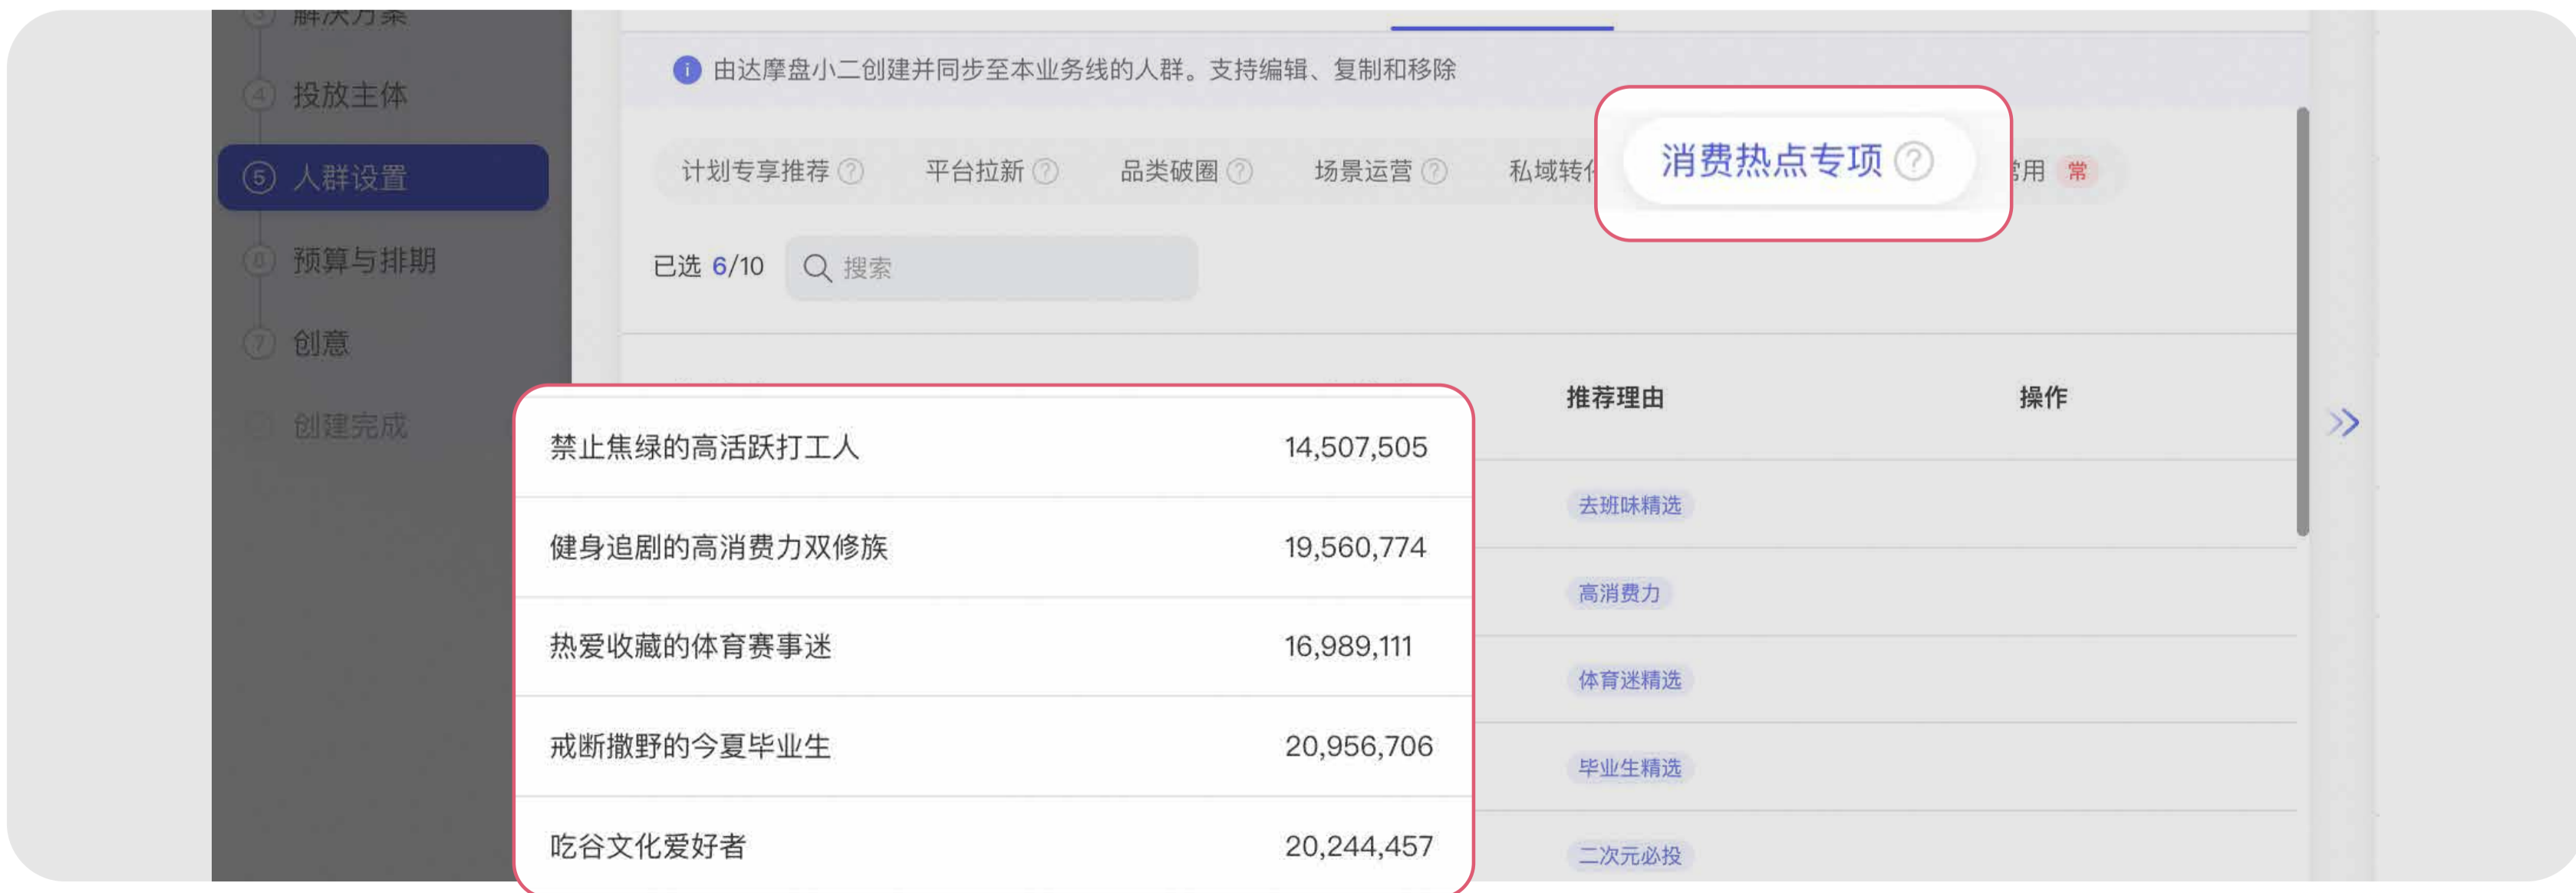 ③ 解决方案
④ 投放主体
⑤ 人群设置
⑥ 预算与排期
⑦ 创意
创建完成
由达摩盘小二创建并同步至本业务线的人群。支持编辑、复制和移除
计划专享推荐 ? 平台拉新 ? 品类破圈 ? 场景运营 ? 私域转 消费热点专项 ? 用 常
已选 6/10 搜索
推荐理由 操作
禁止焦绿的高活跃打工人 14,507,505 去班味精选
健身追剧的高消费力双修族 19,560,774 高消费力
热爱收藏的体育赛事迷 16,989,111 体育迷精选
戒断撒野的今夏毕业生 20,956,706 毕业生精选
吃谷文化爱好者 20,244,457 二次元必投